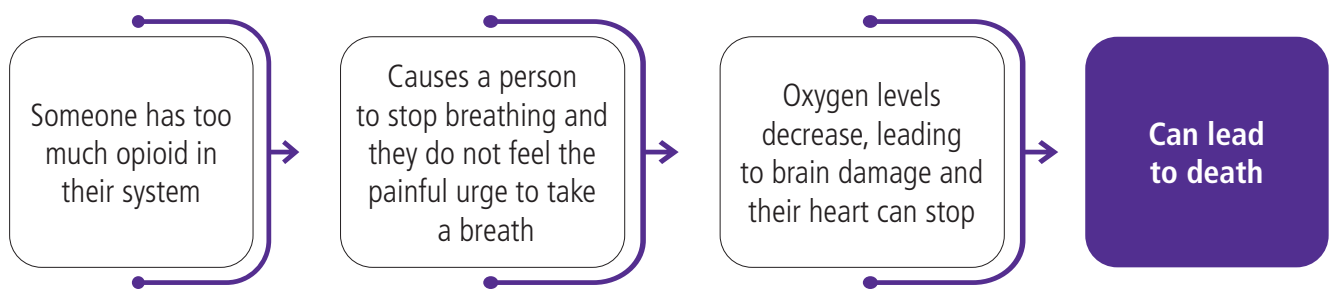 Someone has too
much opioid in
their system
Causes a person
to stop breathing and
they do not feel the
painful urge to take
a breath
Oxygen levels
decrease, leading
to brain damage and
their heart can stop
Can lead
to death